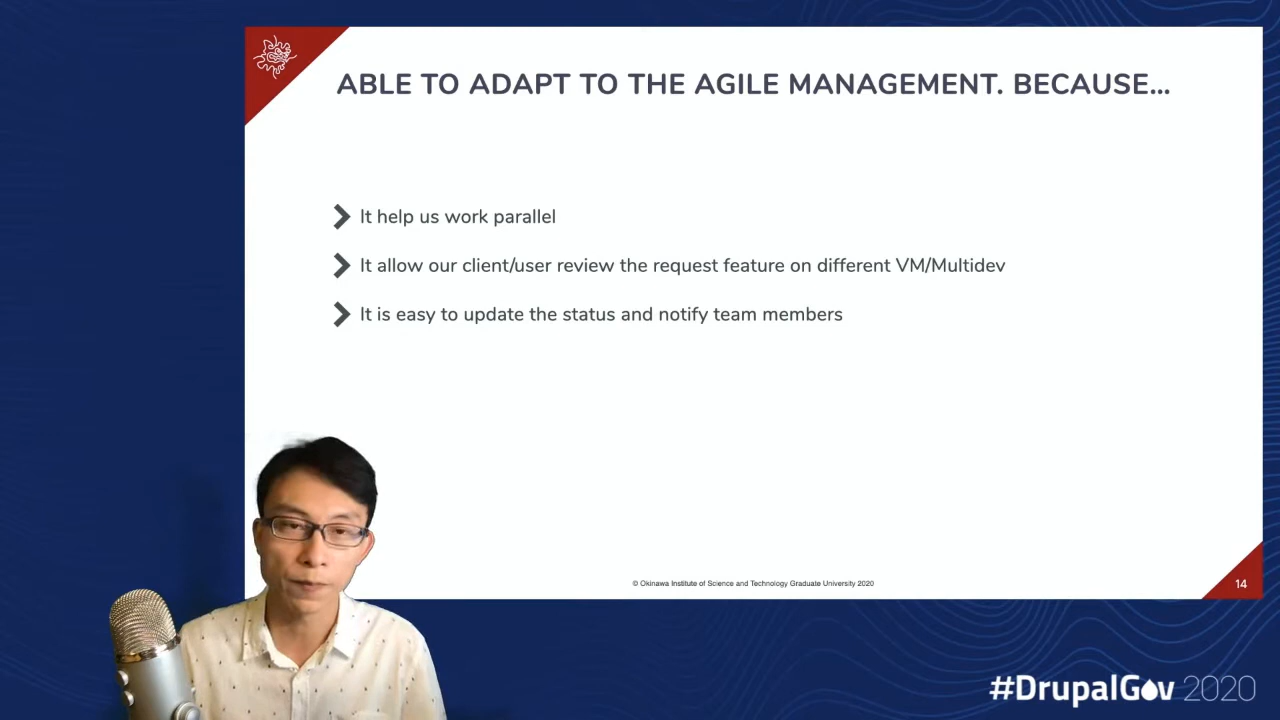 ABLE TO ADAPT TO THE AGILE MANAGEMENT. BECAUSE...
It help us work parallel
It allow our client/user review the request feature on different VM/Multidev
It is easy to update the status and notify team members
© Okinawa Institute of Science and Technology Graduate University 2020
14
#DrupalGov 2020